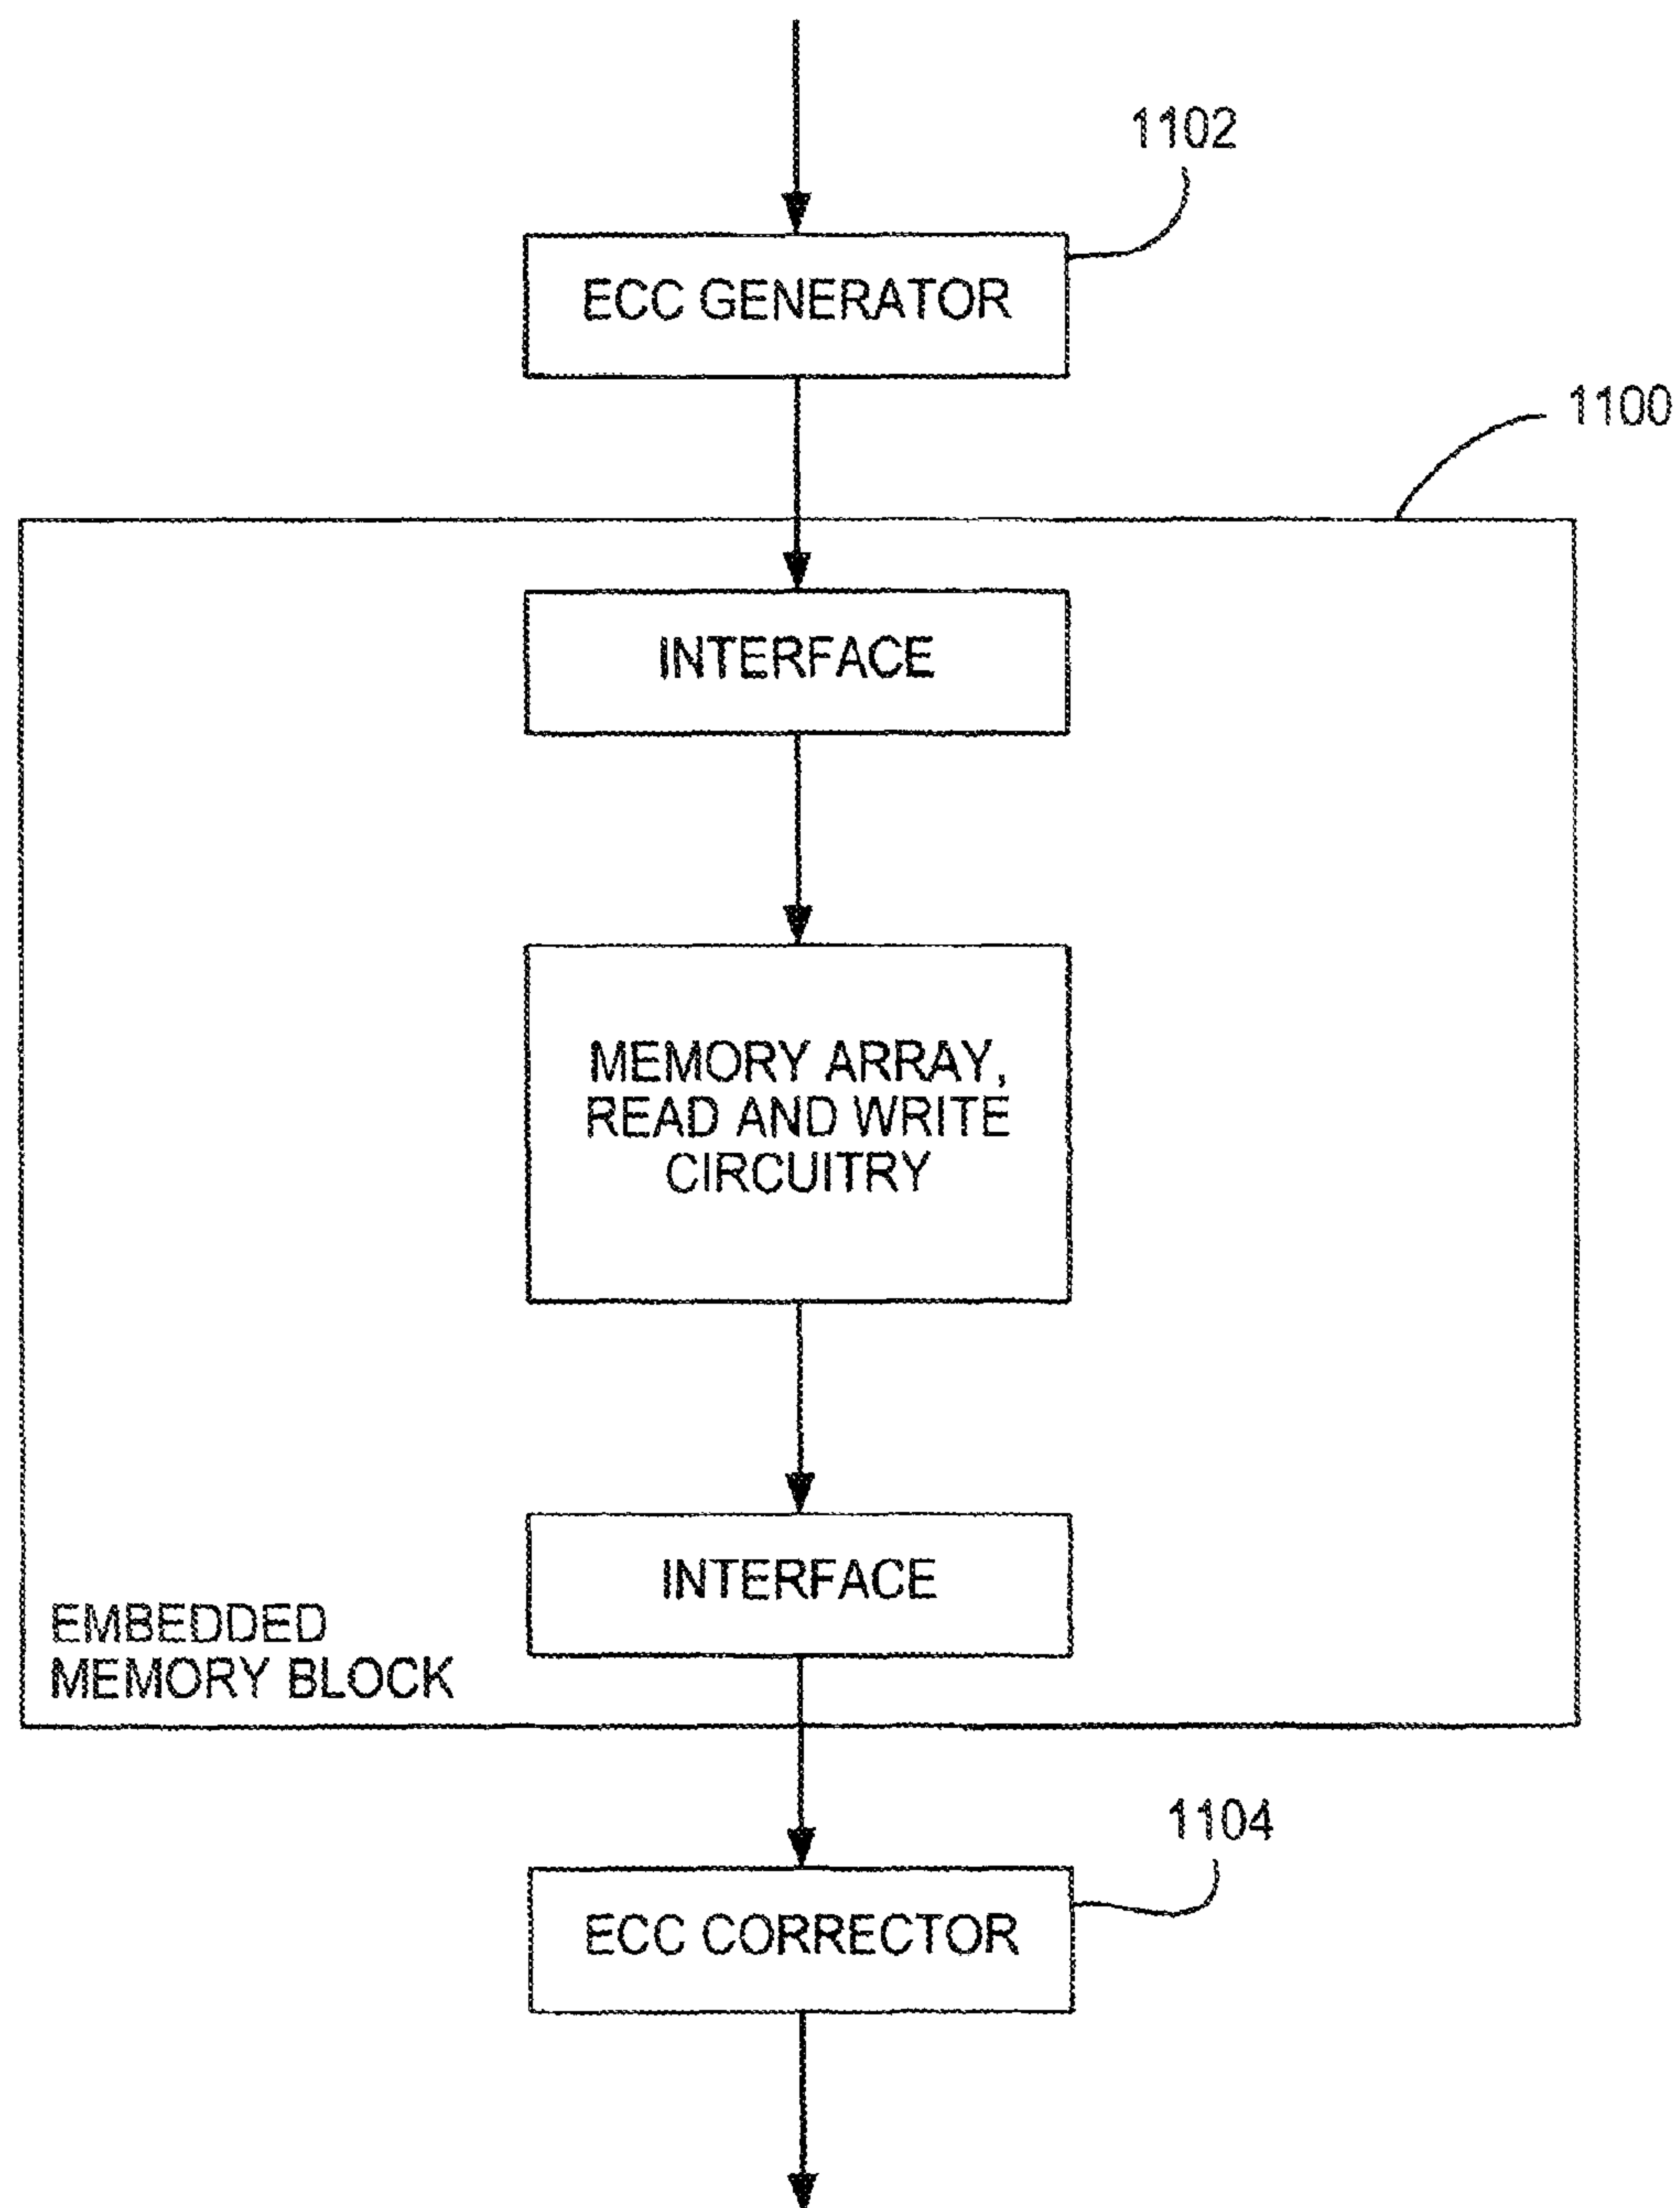 1102
ECC GENERATOR
1100
INTERFACE
MEMORY ARRAY,
READ AND WRITE
CIRCUITRY
INTERFACE
EMBEDDED
MEMORY BLOCK
1104
ECC CORRECTOR